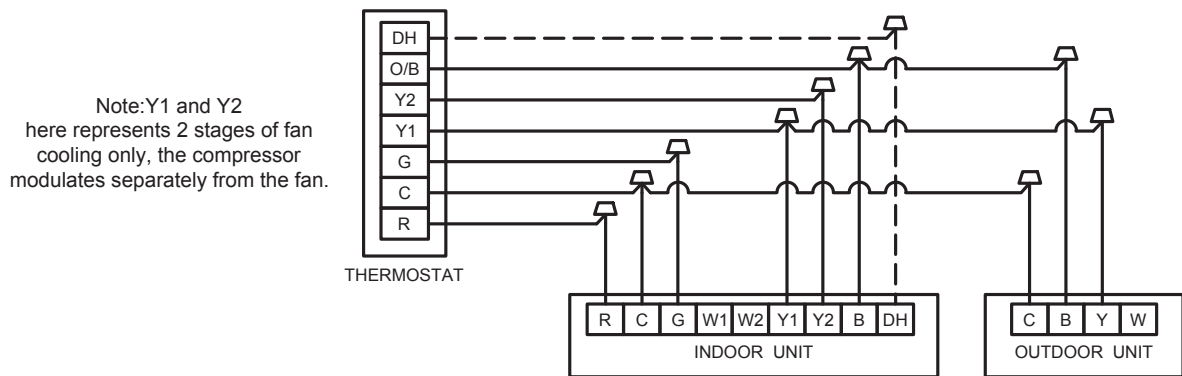 Note:Y1 and Y2
here represents 2 stages of fan
cooling only, the compressor
modulates separately from the fan.
DH
O/B
Y2
Y1
G
C
R
THERMOSTAT
R C G W1 W2 Y1 Y2 B DH
INDOOR UNIT
C B Y W
OUTDOOR UNIT